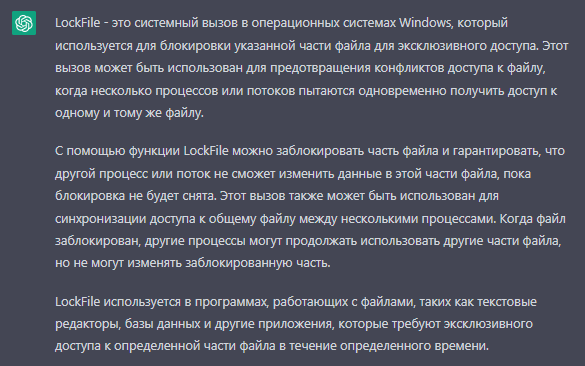 LockFile - это системный вызов в операционных системах Windows, который
используется для блокировки указанной части файла для эксклюзивного доступа. Этот
вызов может быть использован для предотвращения конфликтов доступа к файлу,
когда несколько процессов или потоков пытаются одновременно получить доступ к
одному и тому же файлу.
С помощью функции LockFile можно заблокировать часть файла и гарантировать, что
другой процесс или поток не сможет изменить данные в этой части файла, пока
блокировка не будет снята. Этот вызов также может быть использован для
синхронизации доступа к общему файлу между несколькими процессами. Когда файл
заблокирован, другие процессы могут продолжать использовать другие части файла,
но не могут изменять заблокированную часть.
LockFile используется в программах, работающих с файлами, таких как текстовые
редакторы, базы данных и другие приложения, которые требуют эксклюзивного
доступа к определенной части файла в течение определенного времени.